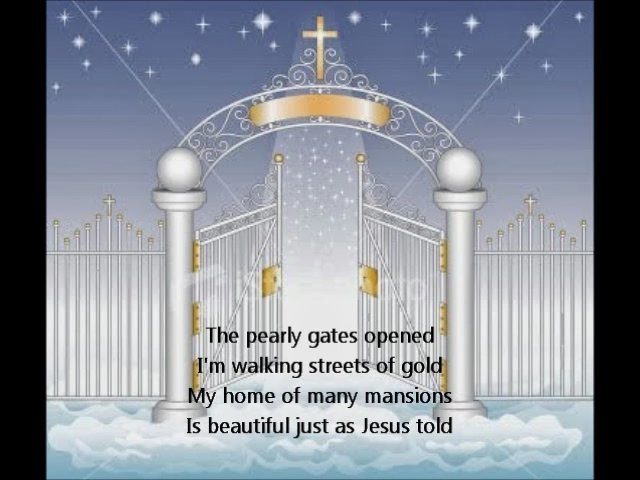 The pearly gates opened
I'm walking streets of gold
My home of many mansions
Is beautiful just as Jesus told